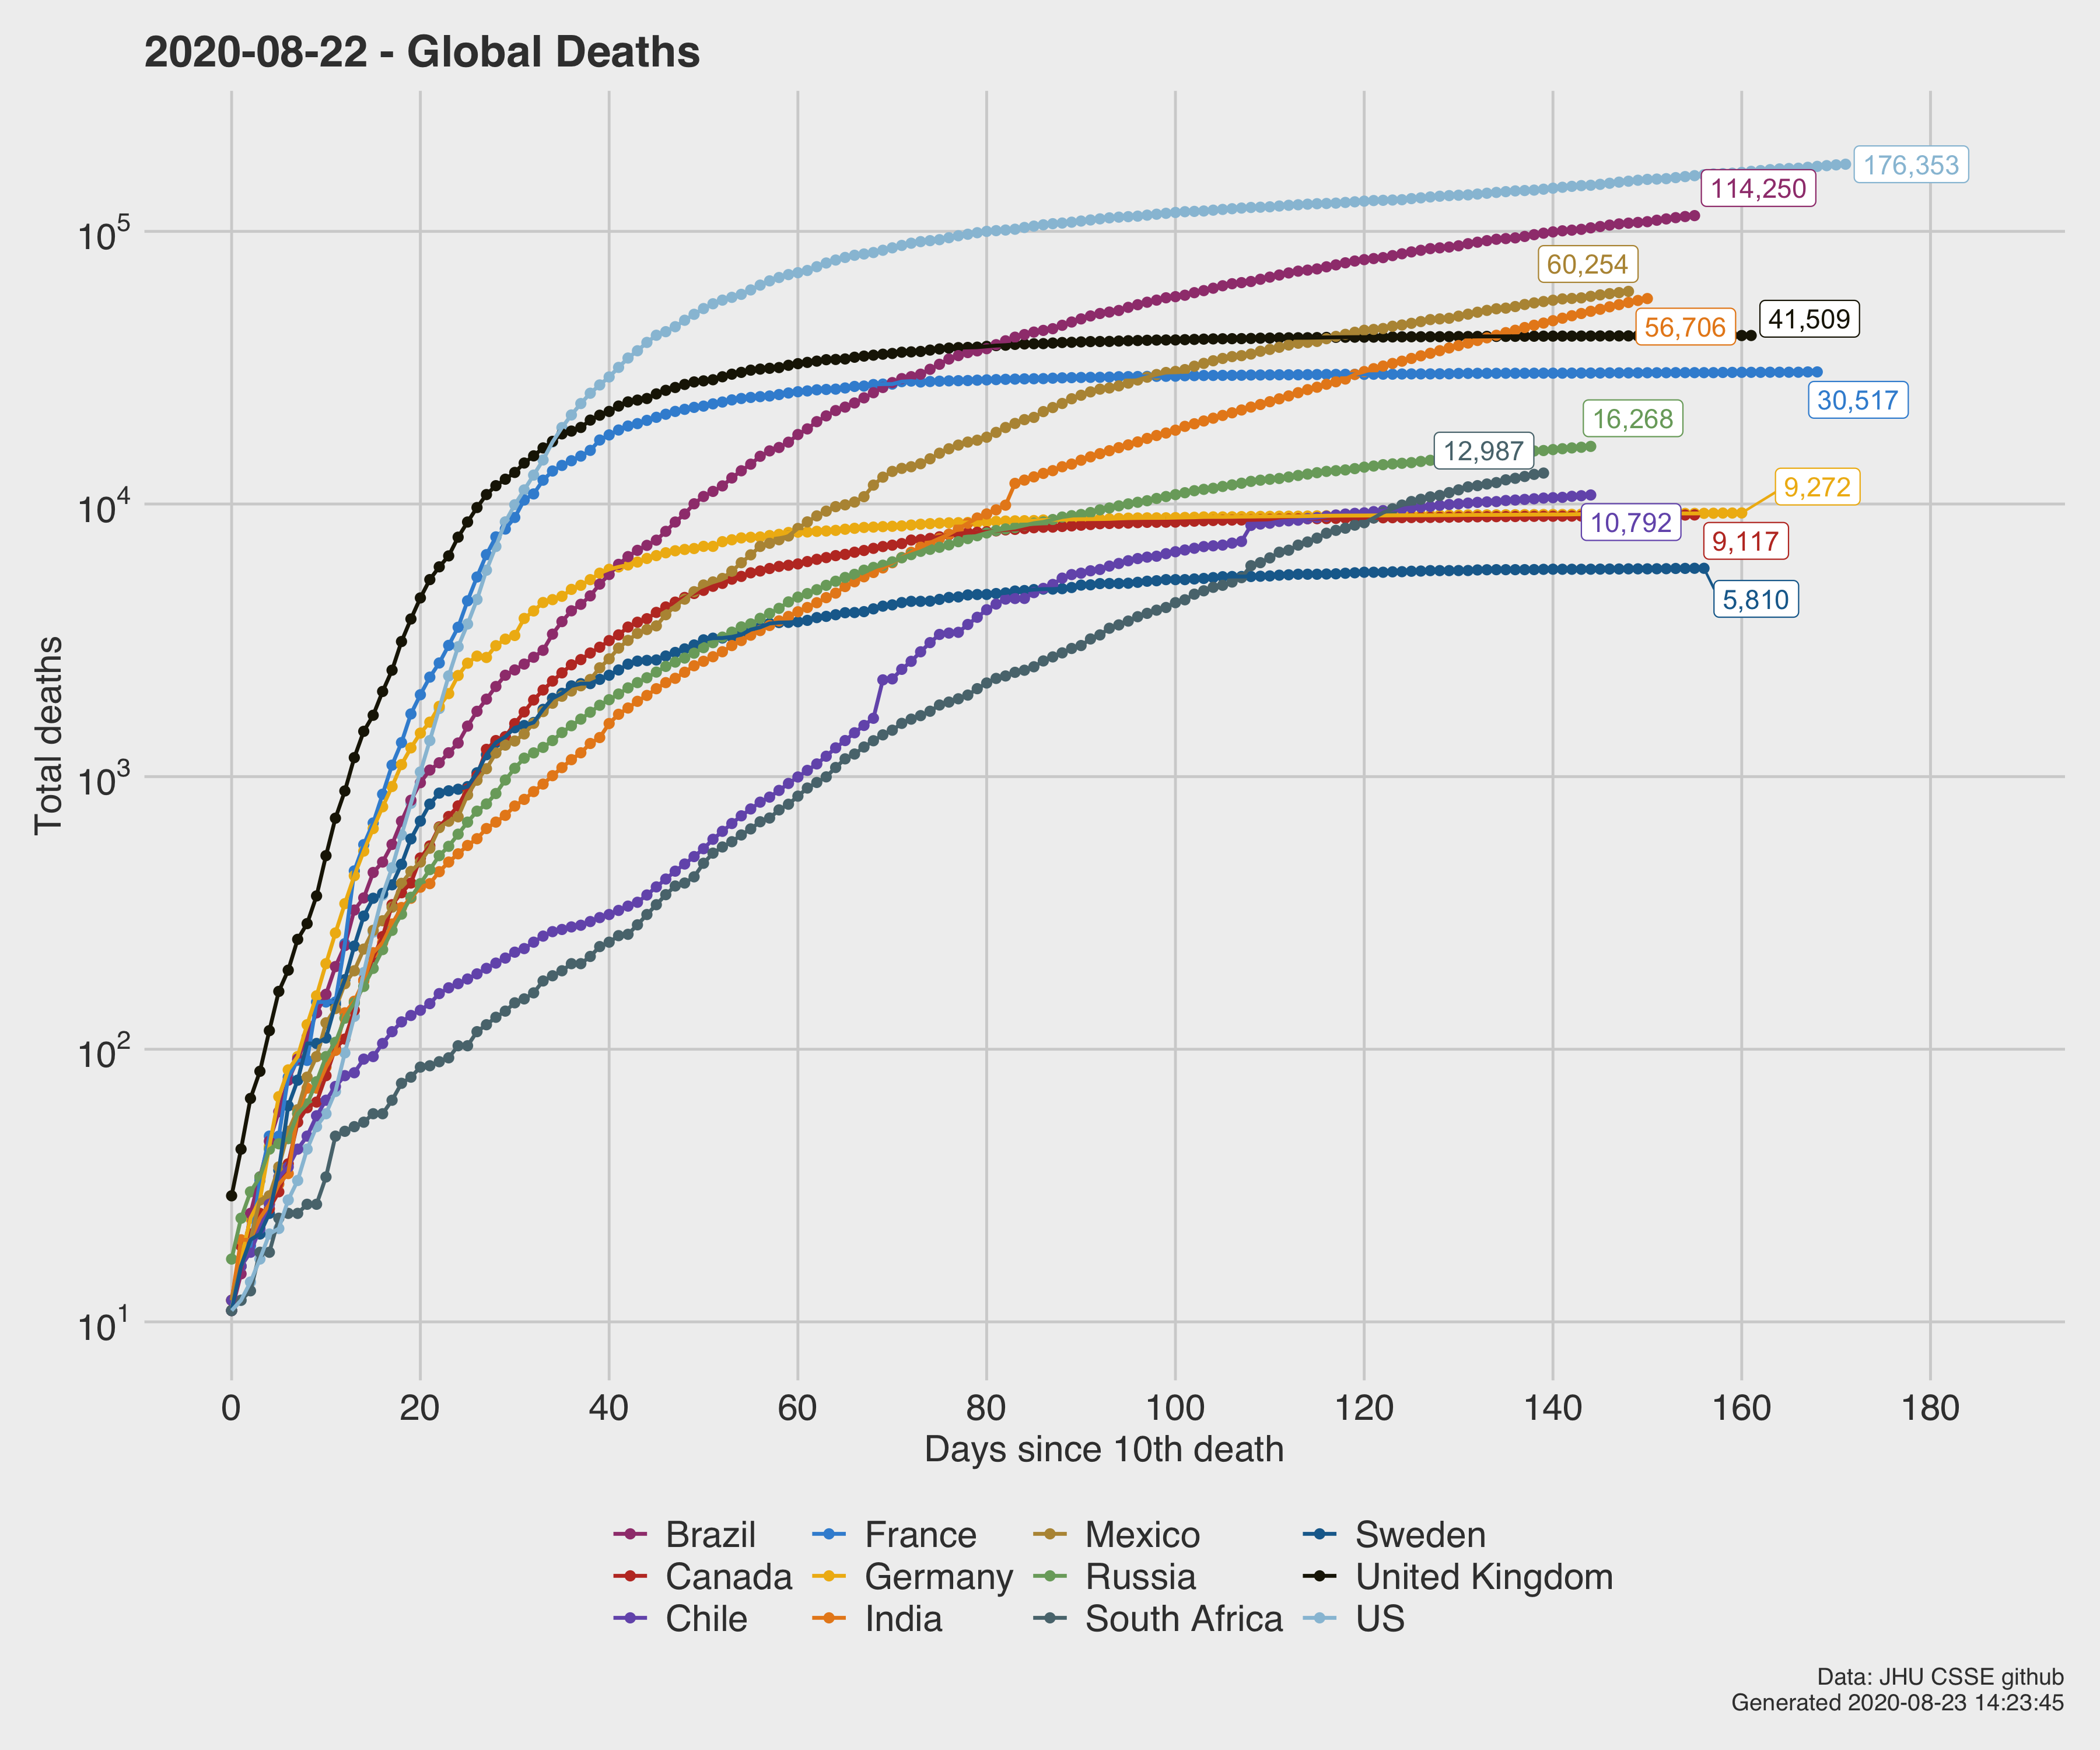 2020-08-22 - Global Deaths
Total deaths
10^5
10^4
10^3
10^2
10^1
176,353
114,250
60,254
41,509
56,706
30,517
16,268
12,987
9,272
10,792
9,117
5,810
0 20 40 60 80 100 120 140 160 180
Days since 10th death
Brazil France Mexico Sweden
Canada Germany Russia United Kingdom
Chile India South Africa US
Data: JHU CSSE github
Generated 2020-08-23 14:23:45